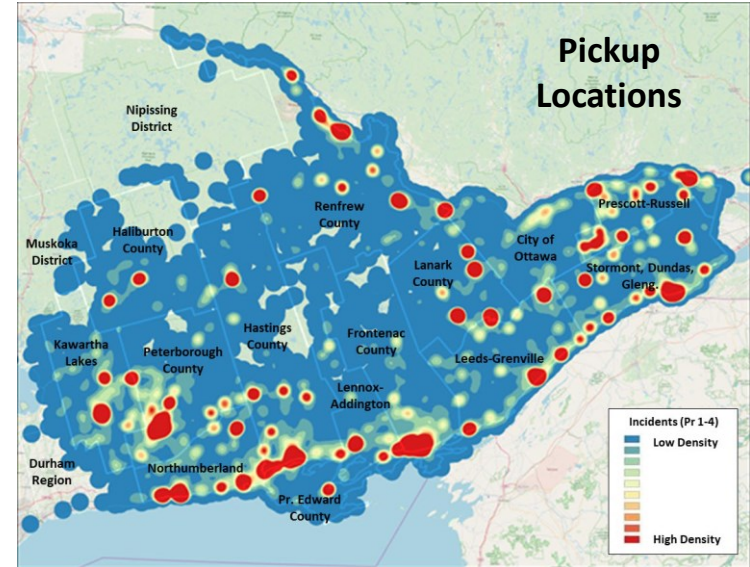 Pickup
Locations
Nipissing
District
Renfrew
County
Prescott-Russell
Muskoka
District
Haliburton
County
City of
Ottawa
Lanark
County
Stormont, Dundas,
Gleng.
Kawartha
Lakes
Peterborough
County
Hastings
County
Frontenac
County
Leeds-Grenville
Lennox-
Addington
Durham
Region
Northumberland
Pr. Edward
County
Incidents (Pr 1-4)
Low Density
High Density